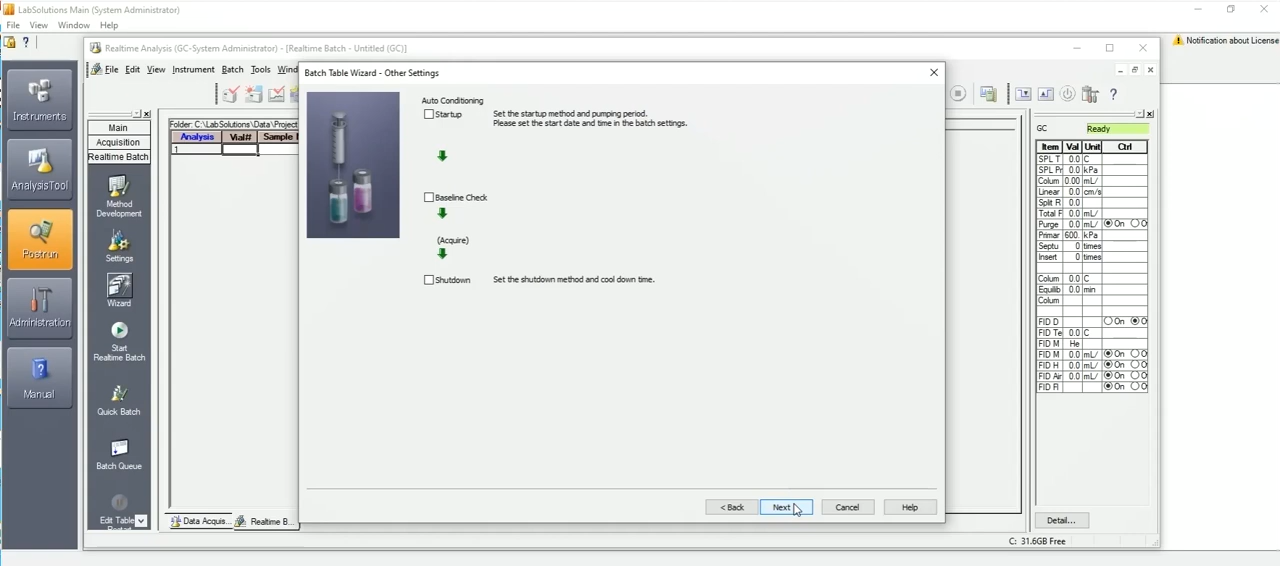 LabSolutions Main (System Administrator)
File View Window Help
Notification about License
Realtime Analysis (GC-System Administrator) - [Realtime Batch - Untitled (GC)]
File Edit View Instrument Batch Tools Wind
Batch Table Wizard - Other Settings
Instruments
AnalysisTool
Postrun
Administration
Manual
Main
Acquisition
Realtime Batch
Method
Development
Settings
Wizard
Start
Realtime Batch
Quick Batch
Batch Queue
Edit Table
Folder: C:\LabSolutions\Data\Project
Analysis Vial# Sample
1
Auto Conditioning
Startup Set the startup method and pumping period.
Please set the start date and time in the batch settings.
Baseline Check
(Acquire)
Shutdown Set the shutdown method and cool down time.
< Back Next Cancel Help
Data Acquis... Realtime B...
GC Ready
Item Val Unit Ctrl
SPL T 0.0 C
SPL Pr 0.0 kPa
Colum 0.00 mL/
Linear 0.0 cm/s
Split R 0.0
Total F 0.0 mL/
Purge 0.0 mL/ On O
Primar 600. kPa
Septu 0 times
Insert 0 times
Colum 0.0 C
Equilib 0.0 min
Colum
FID D On O
FID Te 0.0 C
FID M He
FID M 0.0 mL/ On O
FID H 0.0 mL/ On O
FID Air 0.0 mL/ On O
FID Fl On O
Detail...
C: 31.6GB Free